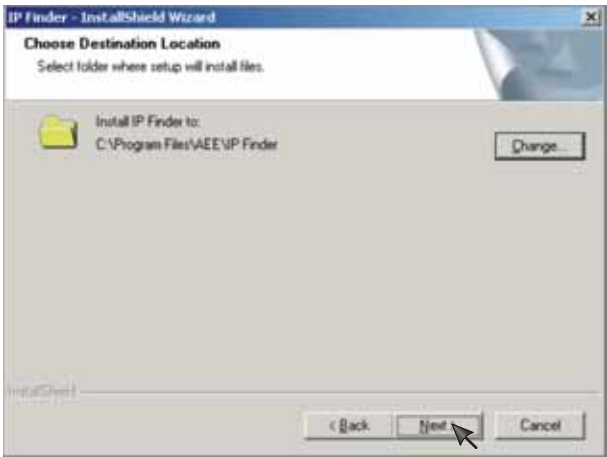 IP Finder - InstallShield Wizard
Choose Destination Location
Select folder where setup will install files.
Install IP Finder to:
C:\Program Files\AEE\IP Finder
Change...
InstallShield
< Back
Next >
Cancel